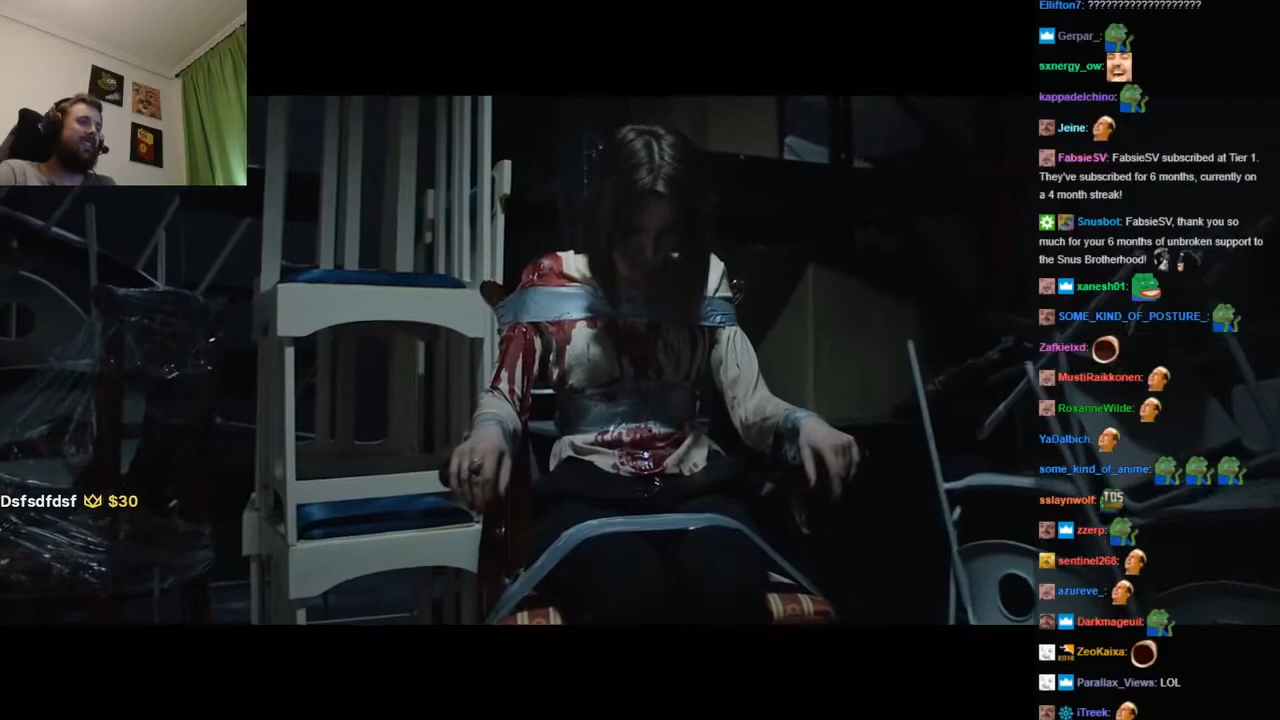 Ellifton7: ???????????????????
Gerpar_:
sxnergy_ow:
kappadelchino:
Jeine:
FabsieSV: FabsieSV subscribed at Tier 1.
They've subscribed for 6 months, currently on
a 4 month streak!
Snusbot: FabsieSV, thank you so
much for your 6 months of unbroken support to
the Snus Brotherhood!
xanesh01:
SOME_KIND_OF_POSTURE_:
Zafkielxd:
MustiRaikkonen:
RoxanneWilde:
YaDalbich:
some_kind_of_anime:
sslaynwolf: TOS
zzerp:
sentinel268:
azureve_:
Darkmageuil:
ZeoKaixa:
Parallax_Views: LOL
iTreek:
Dsfsdfdsf $30